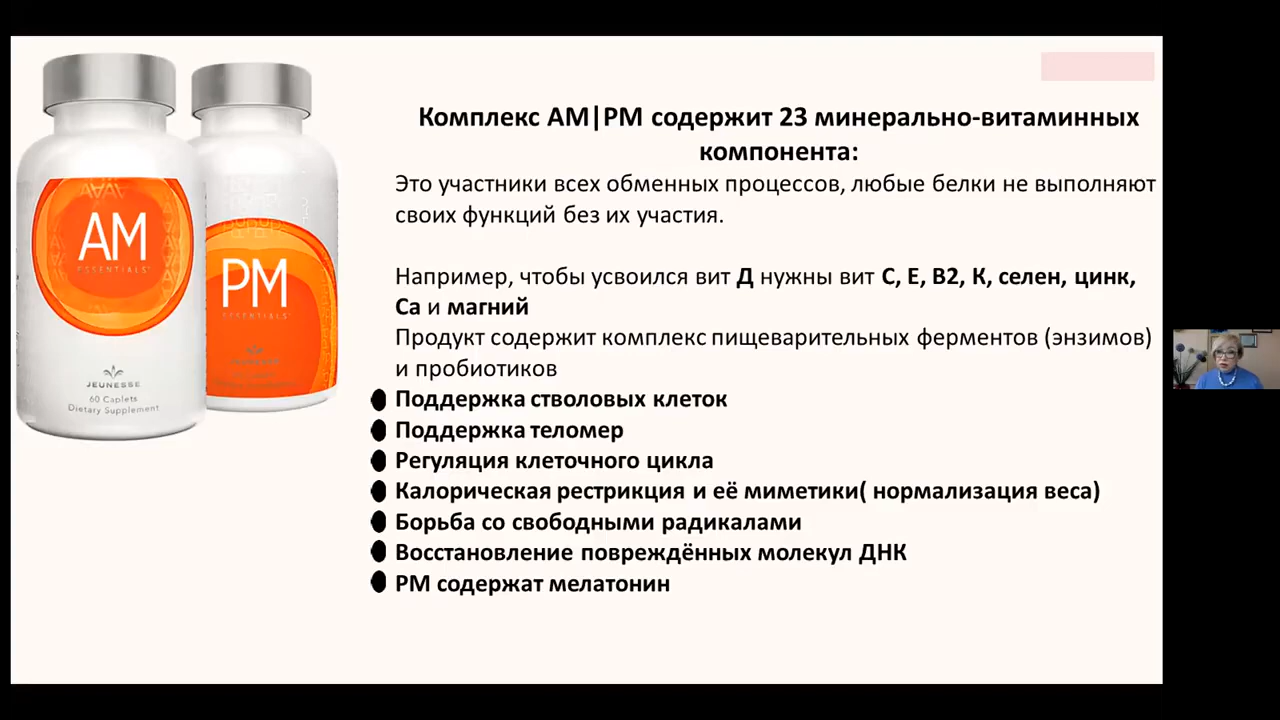 Комплекс AM|PM содержит 23 минерально-витаминных
компонента:
Это участники всех обменных процессов, любые белки не выполняют
своих функций без их участия.
Например, чтобы усвоился вит Д нужны вит С, Е, В2, К, селен, цинк,
Са и магний
Продукт содержит комплекс пищеварительных ферментов (энзимов)
и пробиотиков
Поддержка стволовых клеток
Поддержка теломер
Регуляция клеточного цикла
Калорическая рестрикция и её миметики( нормализация веса)
Борьба со свободными радикалами
Восстановление повреждённых молекул ДНК
РМ содержат мелатонин
AM
ESSENTIALS
JEUNESSE
60 Caplets
Dietary Supplement
PM
ESSENTIALS